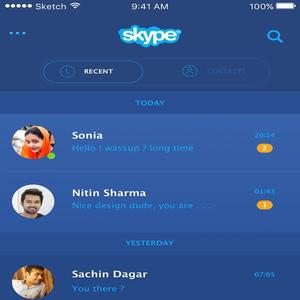 Sketch 9:41 AM 100%
skype
RECENT CONTACTS
TODAY
Sonia 20:14
Hello ! wassup ? long time 2
Nitin Sharma 01:43
Nice design dude, you are . . . 1
YESTERDAY
Sachin Dagar 07:05
You there ?